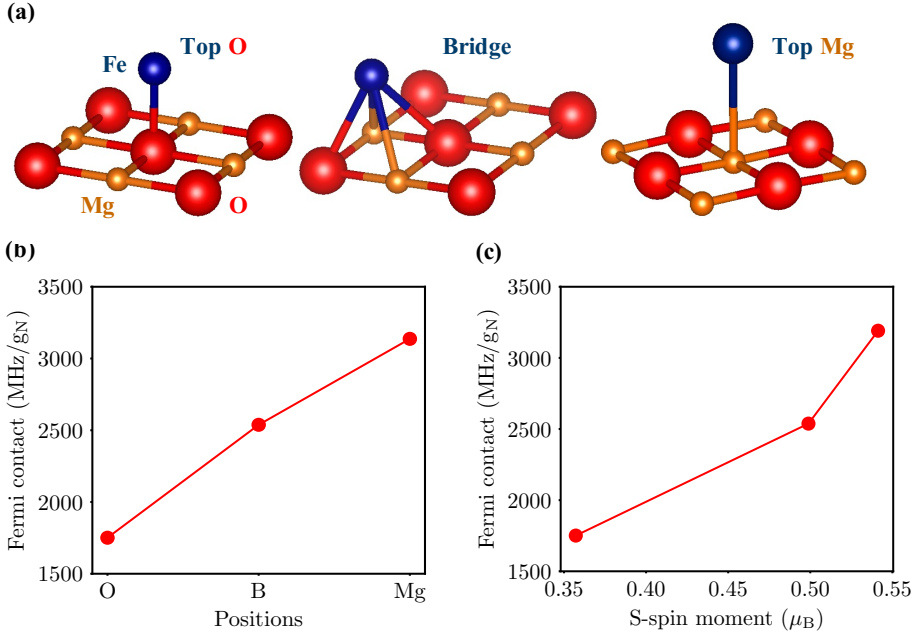 (a)
Fe
Top O
Bridge
Top Mg
Mg
O
(b)
3500
3000
2500
2000
1500
Fermi contact (MHz/gN)
O
B
Mg
Positions
(c)
3500
3000
2500
2000
1500
Fermi contact (MHz/gN)
0.35
0.40
0.45
0.50
0.55
S-spin moment (μB)